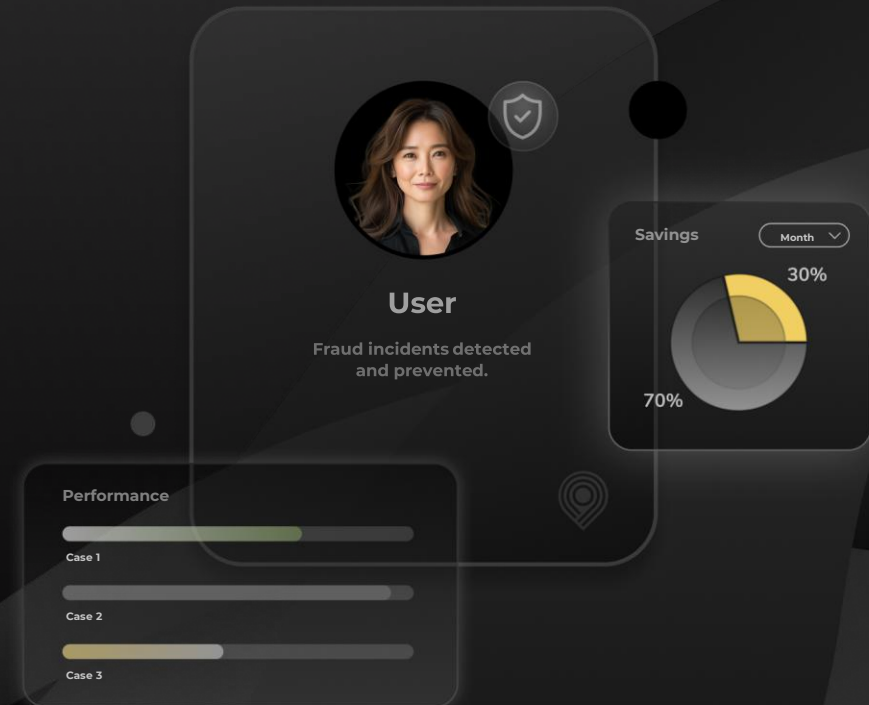 User
Fraud incidents detected
and prevented.
Savings
Month
30%
70%
Performance
Case 1
Case 2
Case 3